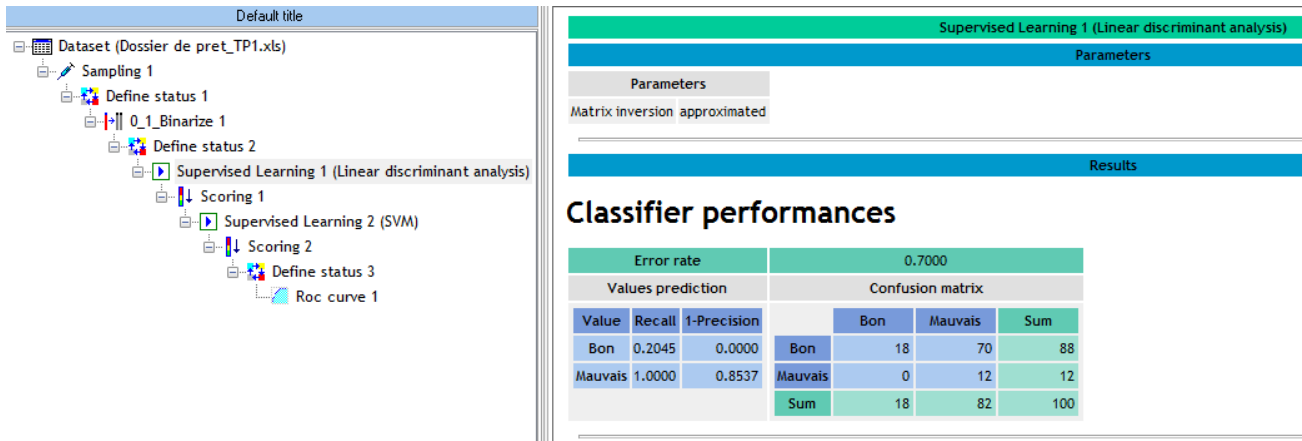 Default title
Dataset (Dossier de pret_TP1.xls)
Sampling 1
Define status 1
0_1_Binarize 1
Define status 2
Supervised Learning 1 (Linear discriminant analysis)
Scoring 1
Supervised Learning 2 (SVM)
Scoring 2
Define status 3
Roc curve 1
Supervised Learning 1 (Linear discriminant analysis)
Parameters
Parameters
Matrix inversion approximated
Results
Classifier performances
Error rate 0.7000
Values prediction Confusion matrix
Value Recall 1-Precision
Bon 0.2045 0.0000
Mauvais 1.0000 0.8537
Bon Mauvais Sum
Bon 18 70 88
Mauvais 0 12 12
Sum 18 82 100